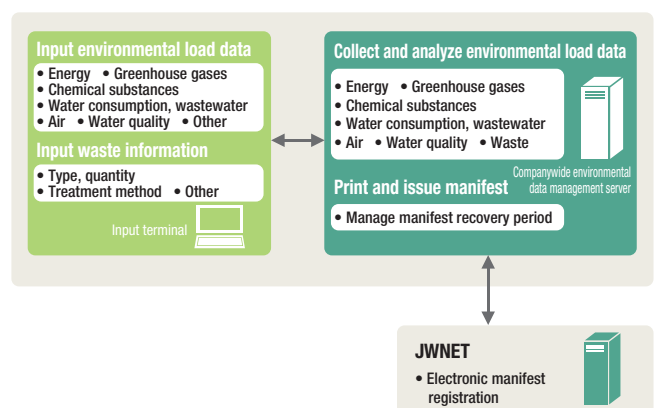 Input environmental load data
• Energy • Greenhouse gases
• Chemical substances
• Water consumption, wastewater
• Air • Water quality • Other
Input waste information
• Type, quantity
• Treatment method • Other
Input terminal
Collect and analyze environmental load data
• Energy • Greenhouse gases
• Chemical substances
• Water consumption, wastewater
• Air • Water quality • Waste
Companywide environmental
data management server
Print and issue manifest
• Manage manifest recovery period
JWNET
• Electronic manifest
registration